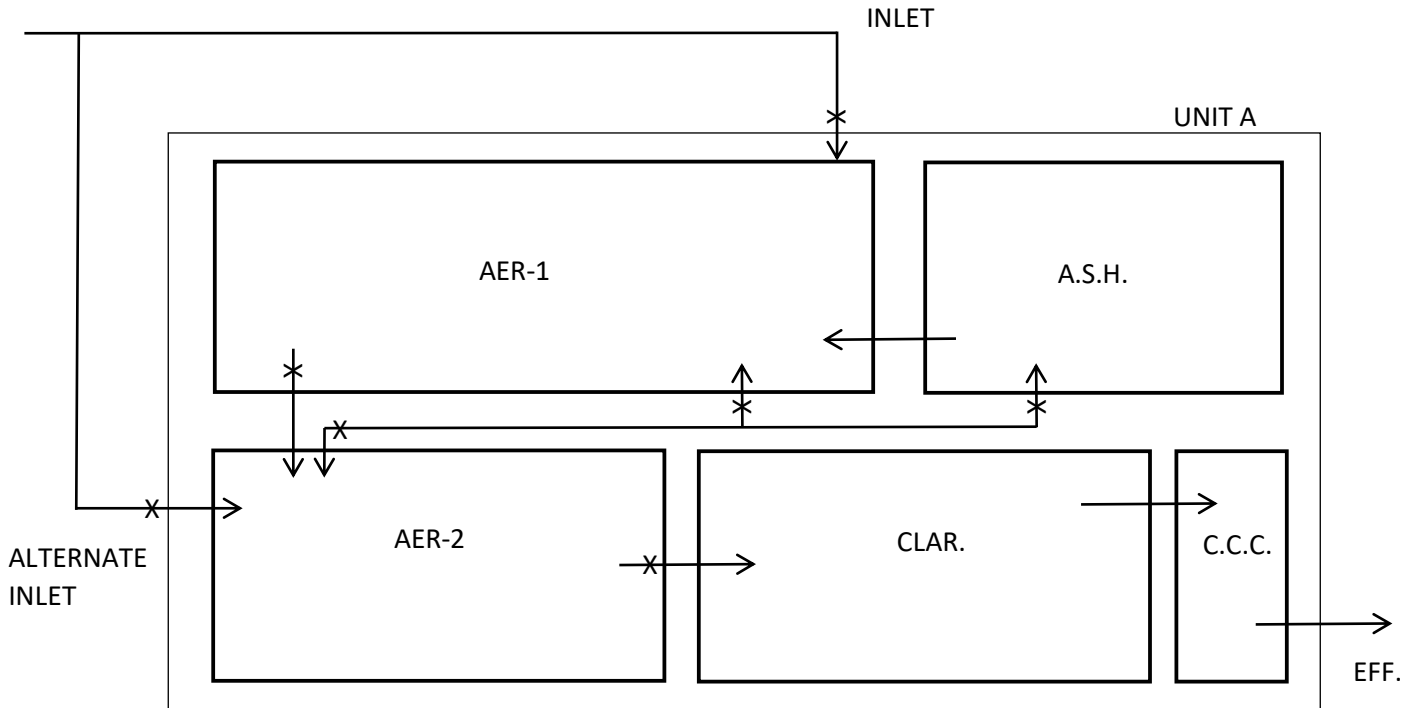 INLET
UNIT A
AER-1
A.S.H.
X
AER-2
CLAR.
C.C.C.
X
X
ALTERNATE
INLET
EFF.